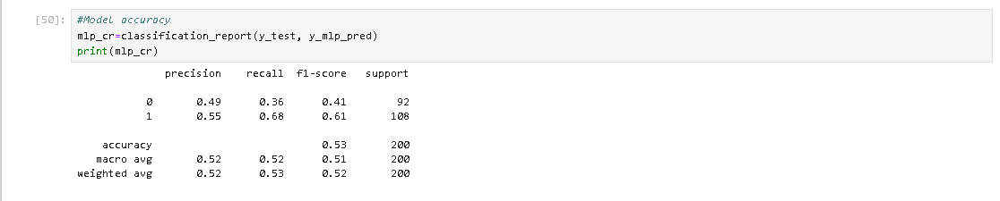 [50]: #Model accuracy
mlp_cr=classification_report(y_test, y_mlp_pred)
print(mlp_cr)
precision recall f1-score support
0 0.49 0.36 0.41 92
1 0.55 0.68 0.61 108
accuracy 0.53 200
macro avg 0.52 0.52 0.51 200
weighted avg 0.52 0.53 0.52 200